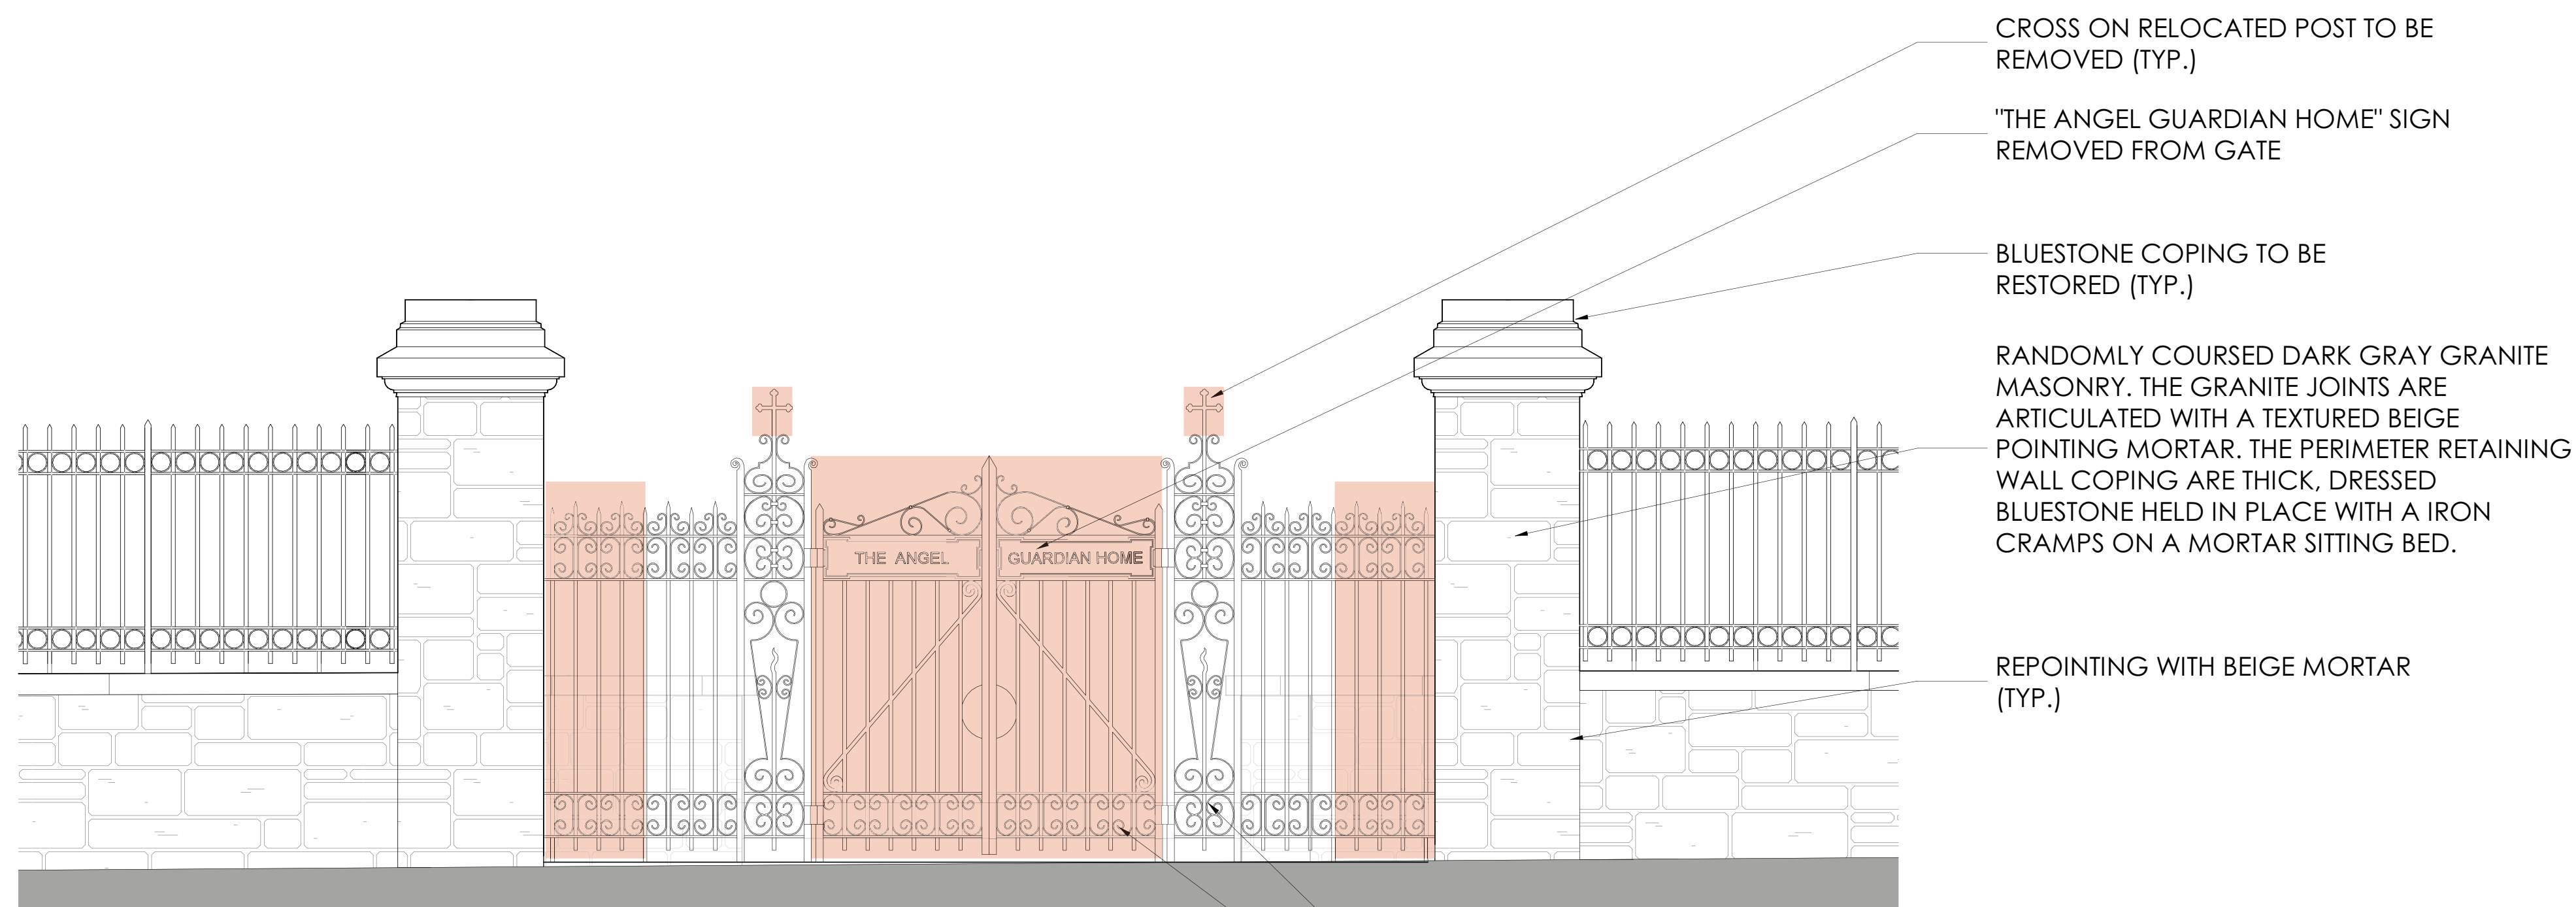 CROSS ON RELOCATED POST TO BE
REMOVED (TYP.)
"THE ANGEL GUARDIAN HOME" SIGN
REMOVED FROM GATE
BLUESTONE COPING TO BE
RESTORED (TYP.)
RANDOMLY COURSED DARK GRAY GRANITE
MASONRY. THE GRANITE JOINTS ARE
ARTICULATED WITH A TEXTURED BEIGE
POINTING MORTAR. THE PERIMETER RETAINING
WALL COPING ARE THICK, DRESSED
BLUESTONE HELD IN PLACE WITH A IRON
CRAMPS ON A MORTAR SITTING BED.
THE ANGEL GUARDIAN HOME
REPOINTING WITH BEIGE MORTAR
(TYP.)